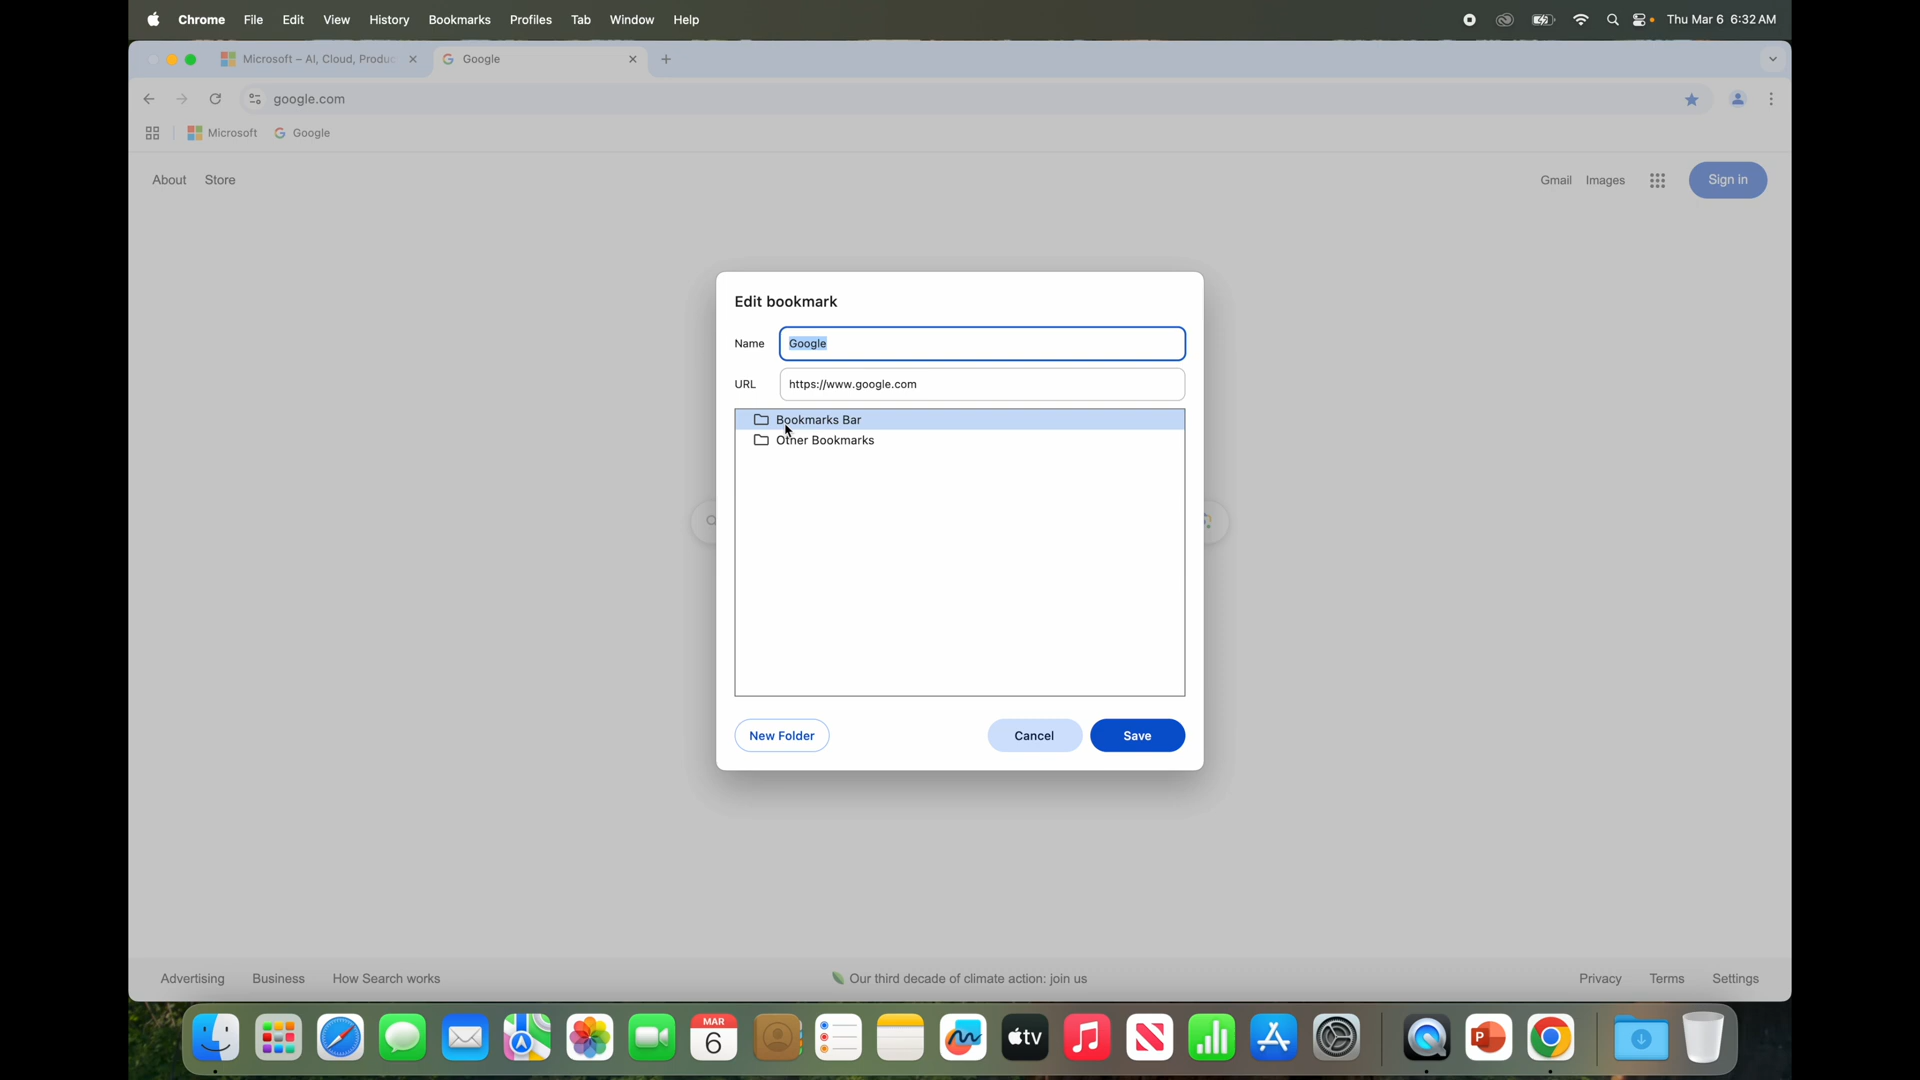 Chrome File Edit View History Bookmarks Profiles Tab Window Help Thu Mar 6 6:32 AM
Microsoft – AI, Cloud, Produc Google
google.com
Microsoft Google
About Store Gmail Images Sign in
Edit bookmark
Name Google
URL https://www.google.com
Bookmarks Bar
Other Bookmarks
New Folder Cancel Save
Advertising Business How Search works Our third decade of climate action: join us Privacy Terms Settings
MAR
6
tv